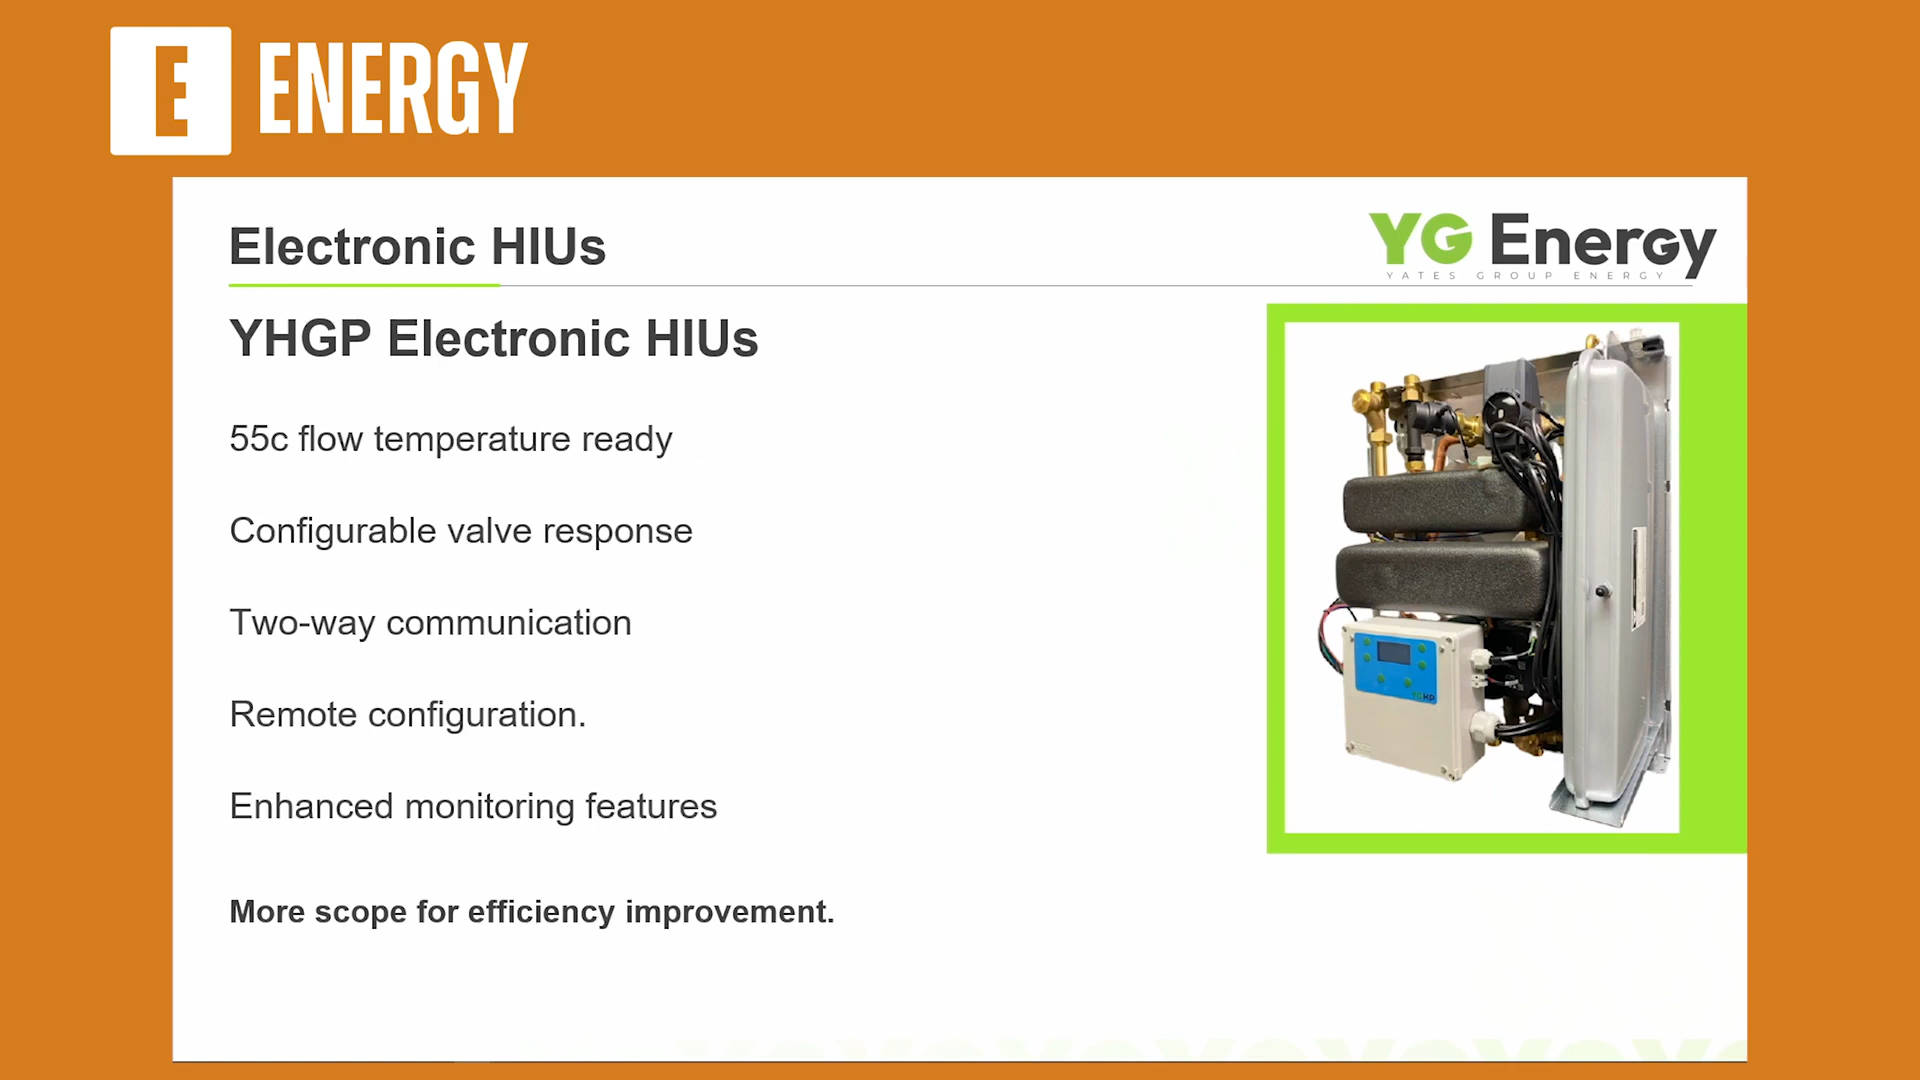 E ENERGY
Electronic HIUs
YG Energy
YATES GROUP ENERGY
YHGP Electronic HIUs
55c flow temperature ready
Configurable valve response
Two-way communication
Remote configuration.
Enhanced monitoring features
More scope for efficiency improvement.